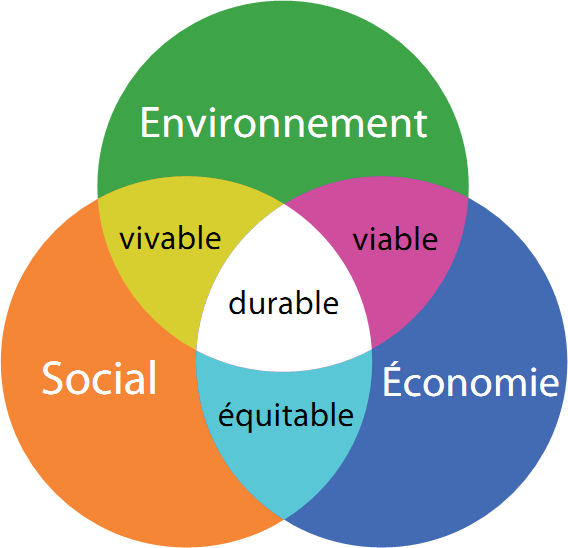 Environnement
vivable
viable
durable
Social
Économie
équitable